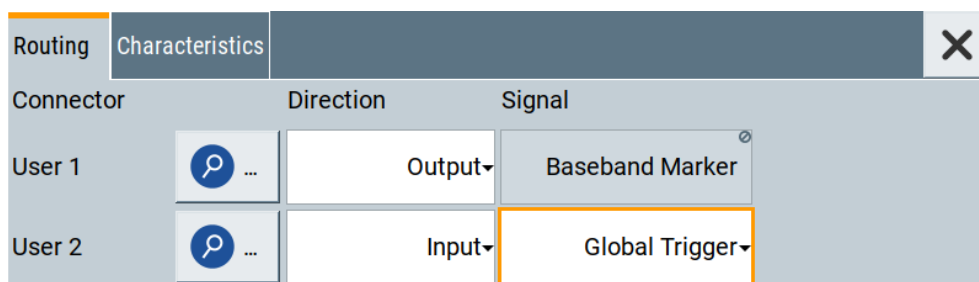 Routing Characteristics
Connector Direction Signal
User 1 ... Output Baseband Marker
User 2 ... Input Global Trigger